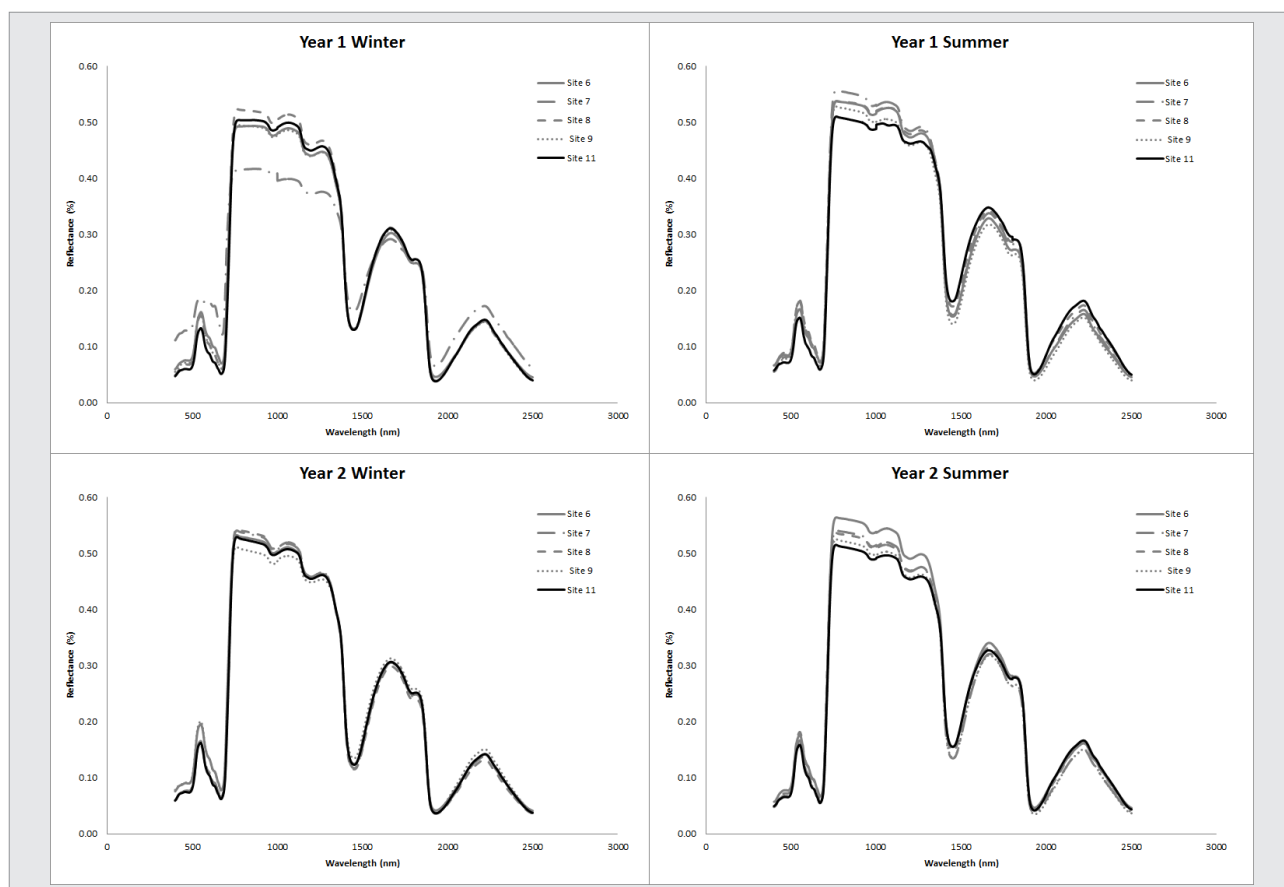 Year 1 Winter
0.60
0.50
0.40
0.30
0.20
0.10
0.00
Reflectance (%)
0
500
1000
1500
2000
2500
3000
Wavelength (nm)
Site 6
Site 7
Site 8
Site 9
Site 11
Year 1 Summer
0.60
0.50
0.40
0.30
0.20
0.10
0.00
Reflectance (%)
0
500
1000
1500
2000
2500
3000
Wavelength (nm)
Site 6
Site 7
Site 8
Site 9
Site 11
Year 2 Winter
0.60
0.50
0.40
0.30
0.20
0.10
0.00
Reflectance (%)
0
500
1000
1500
2000
2500
3000
Wavelength (nm)
Site 6
Site 7
Site 8
Site 9
Site 11
Year 2 Summer
0.60
0.50
0.40
0.30
0.20
0.10
0.00
Reflectance (%)
0
500
1000
1500
2000
2500
3000
Wavelength (nm)
Site 6
Site 7
Site 8
Site 9
Site 11